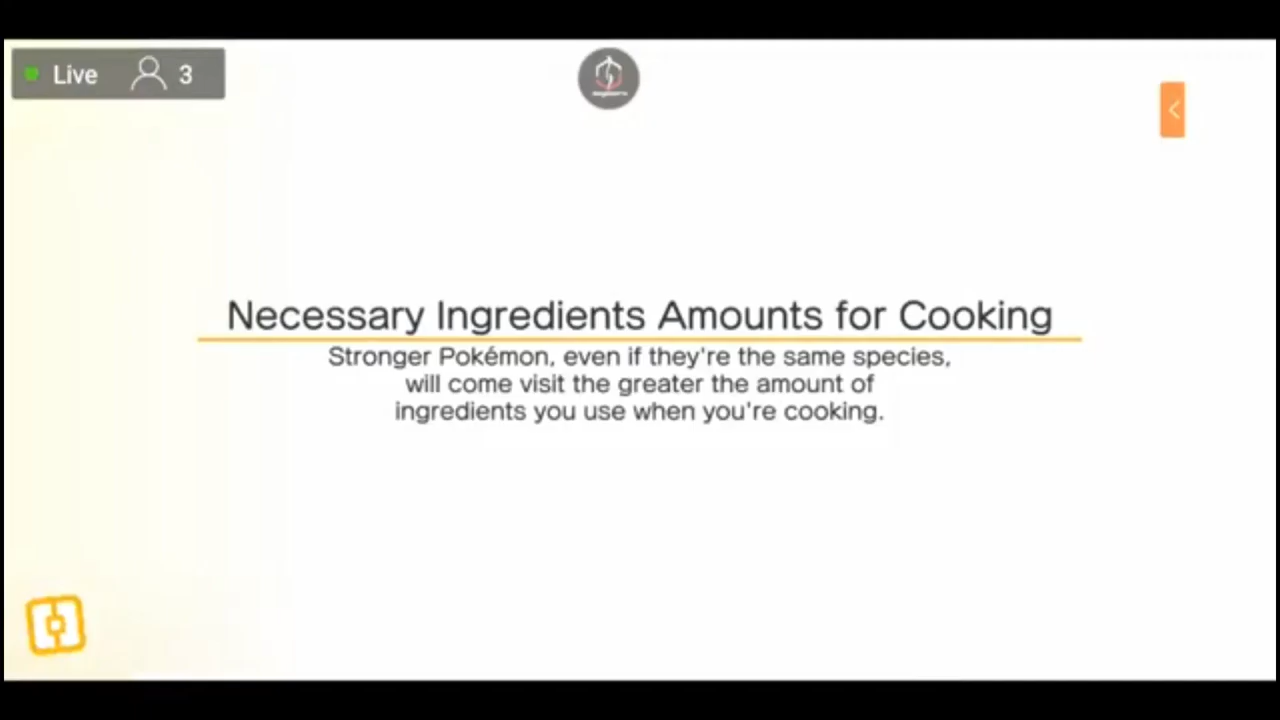 Live 3
Necessary Ingredients Amounts for Cooking
Stronger Pokémon, even if they're the same species,
will come visit the greater the amount of
ingredients you use when you're cooking.